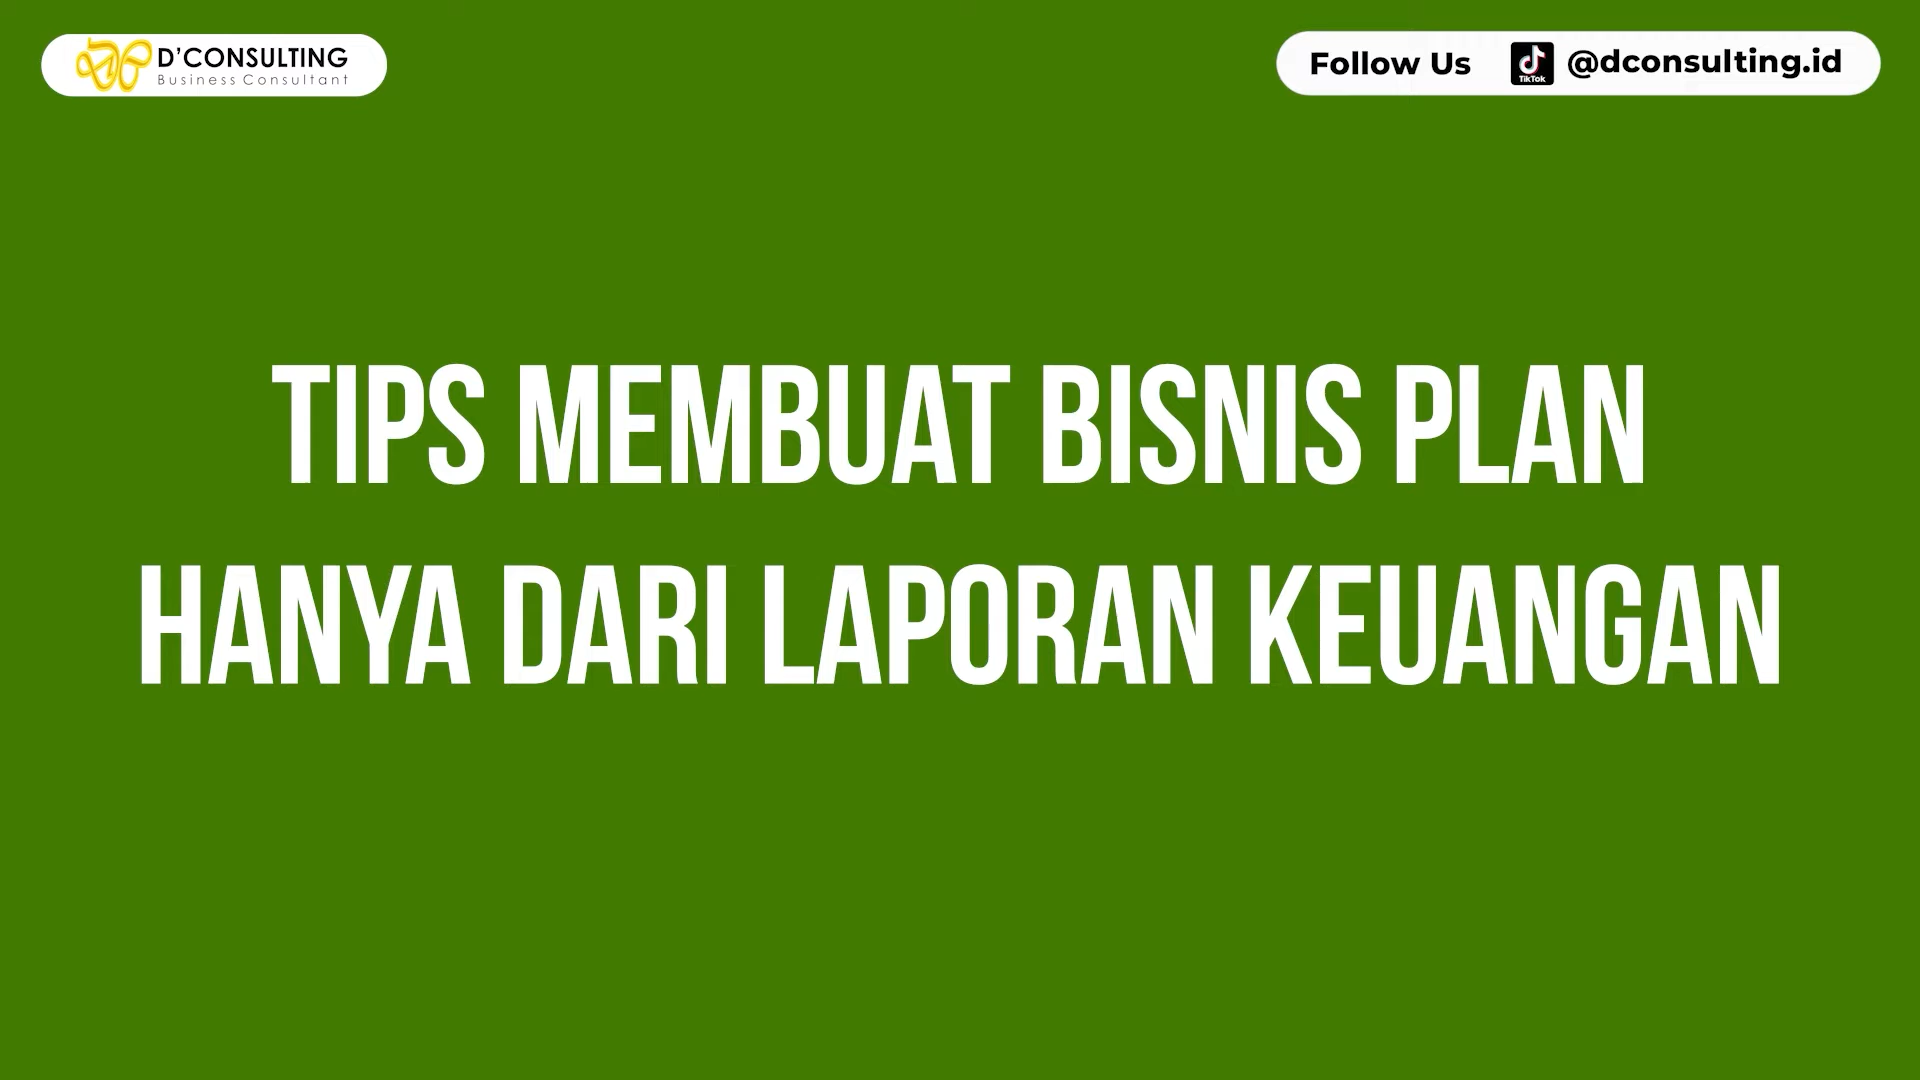 D'CONSULTING
Business Consultant
Follow Us TikTok @dconsulting.id
TIPS MEMBUAT BISNIS PLAN
HANYA DARI LAPORAN KEUANGAN